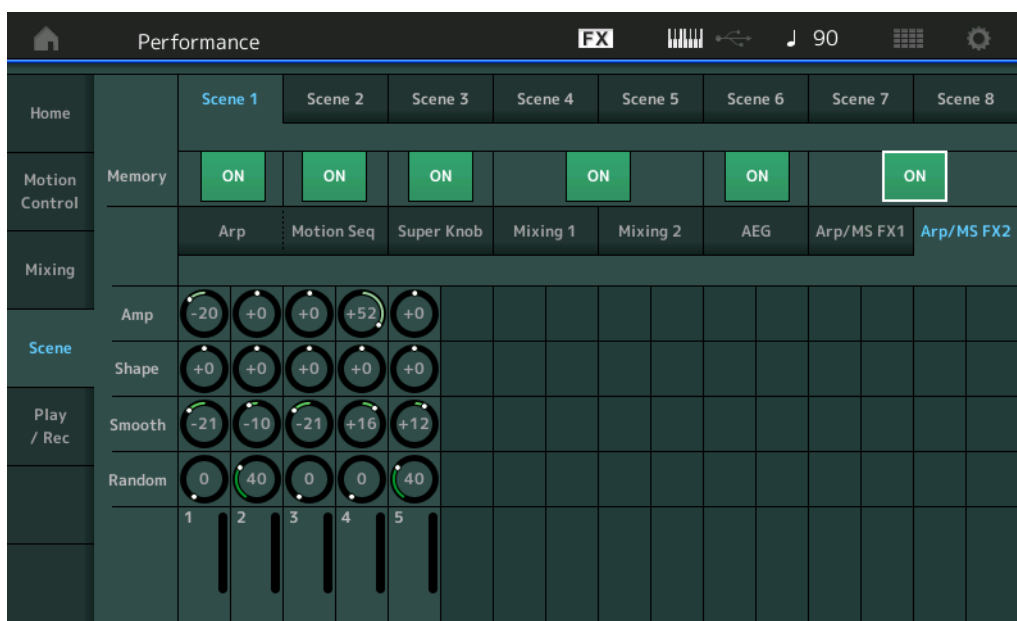 Performance FX 90
Scene 1 Scene 2 Scene 3 Scene 4 Scene 5 Scene 6 Scene 7 Scene 8
Home
Memory ON ON ON ON ON ON
Motion
Control
Arp Motion Seq Super Knob Mixing 1 Mixing 2 AEG Arp/MS FX1 Arp/MS FX2
Mixing
Amp -20 +0 +0 +52 +0
Scene
Shape +0 +0 +0 +0 +0
Play
/ Rec
Smooth -21 -10 -21 +16 +12
Random 0 40 0 0 40
1 2 3 4 5